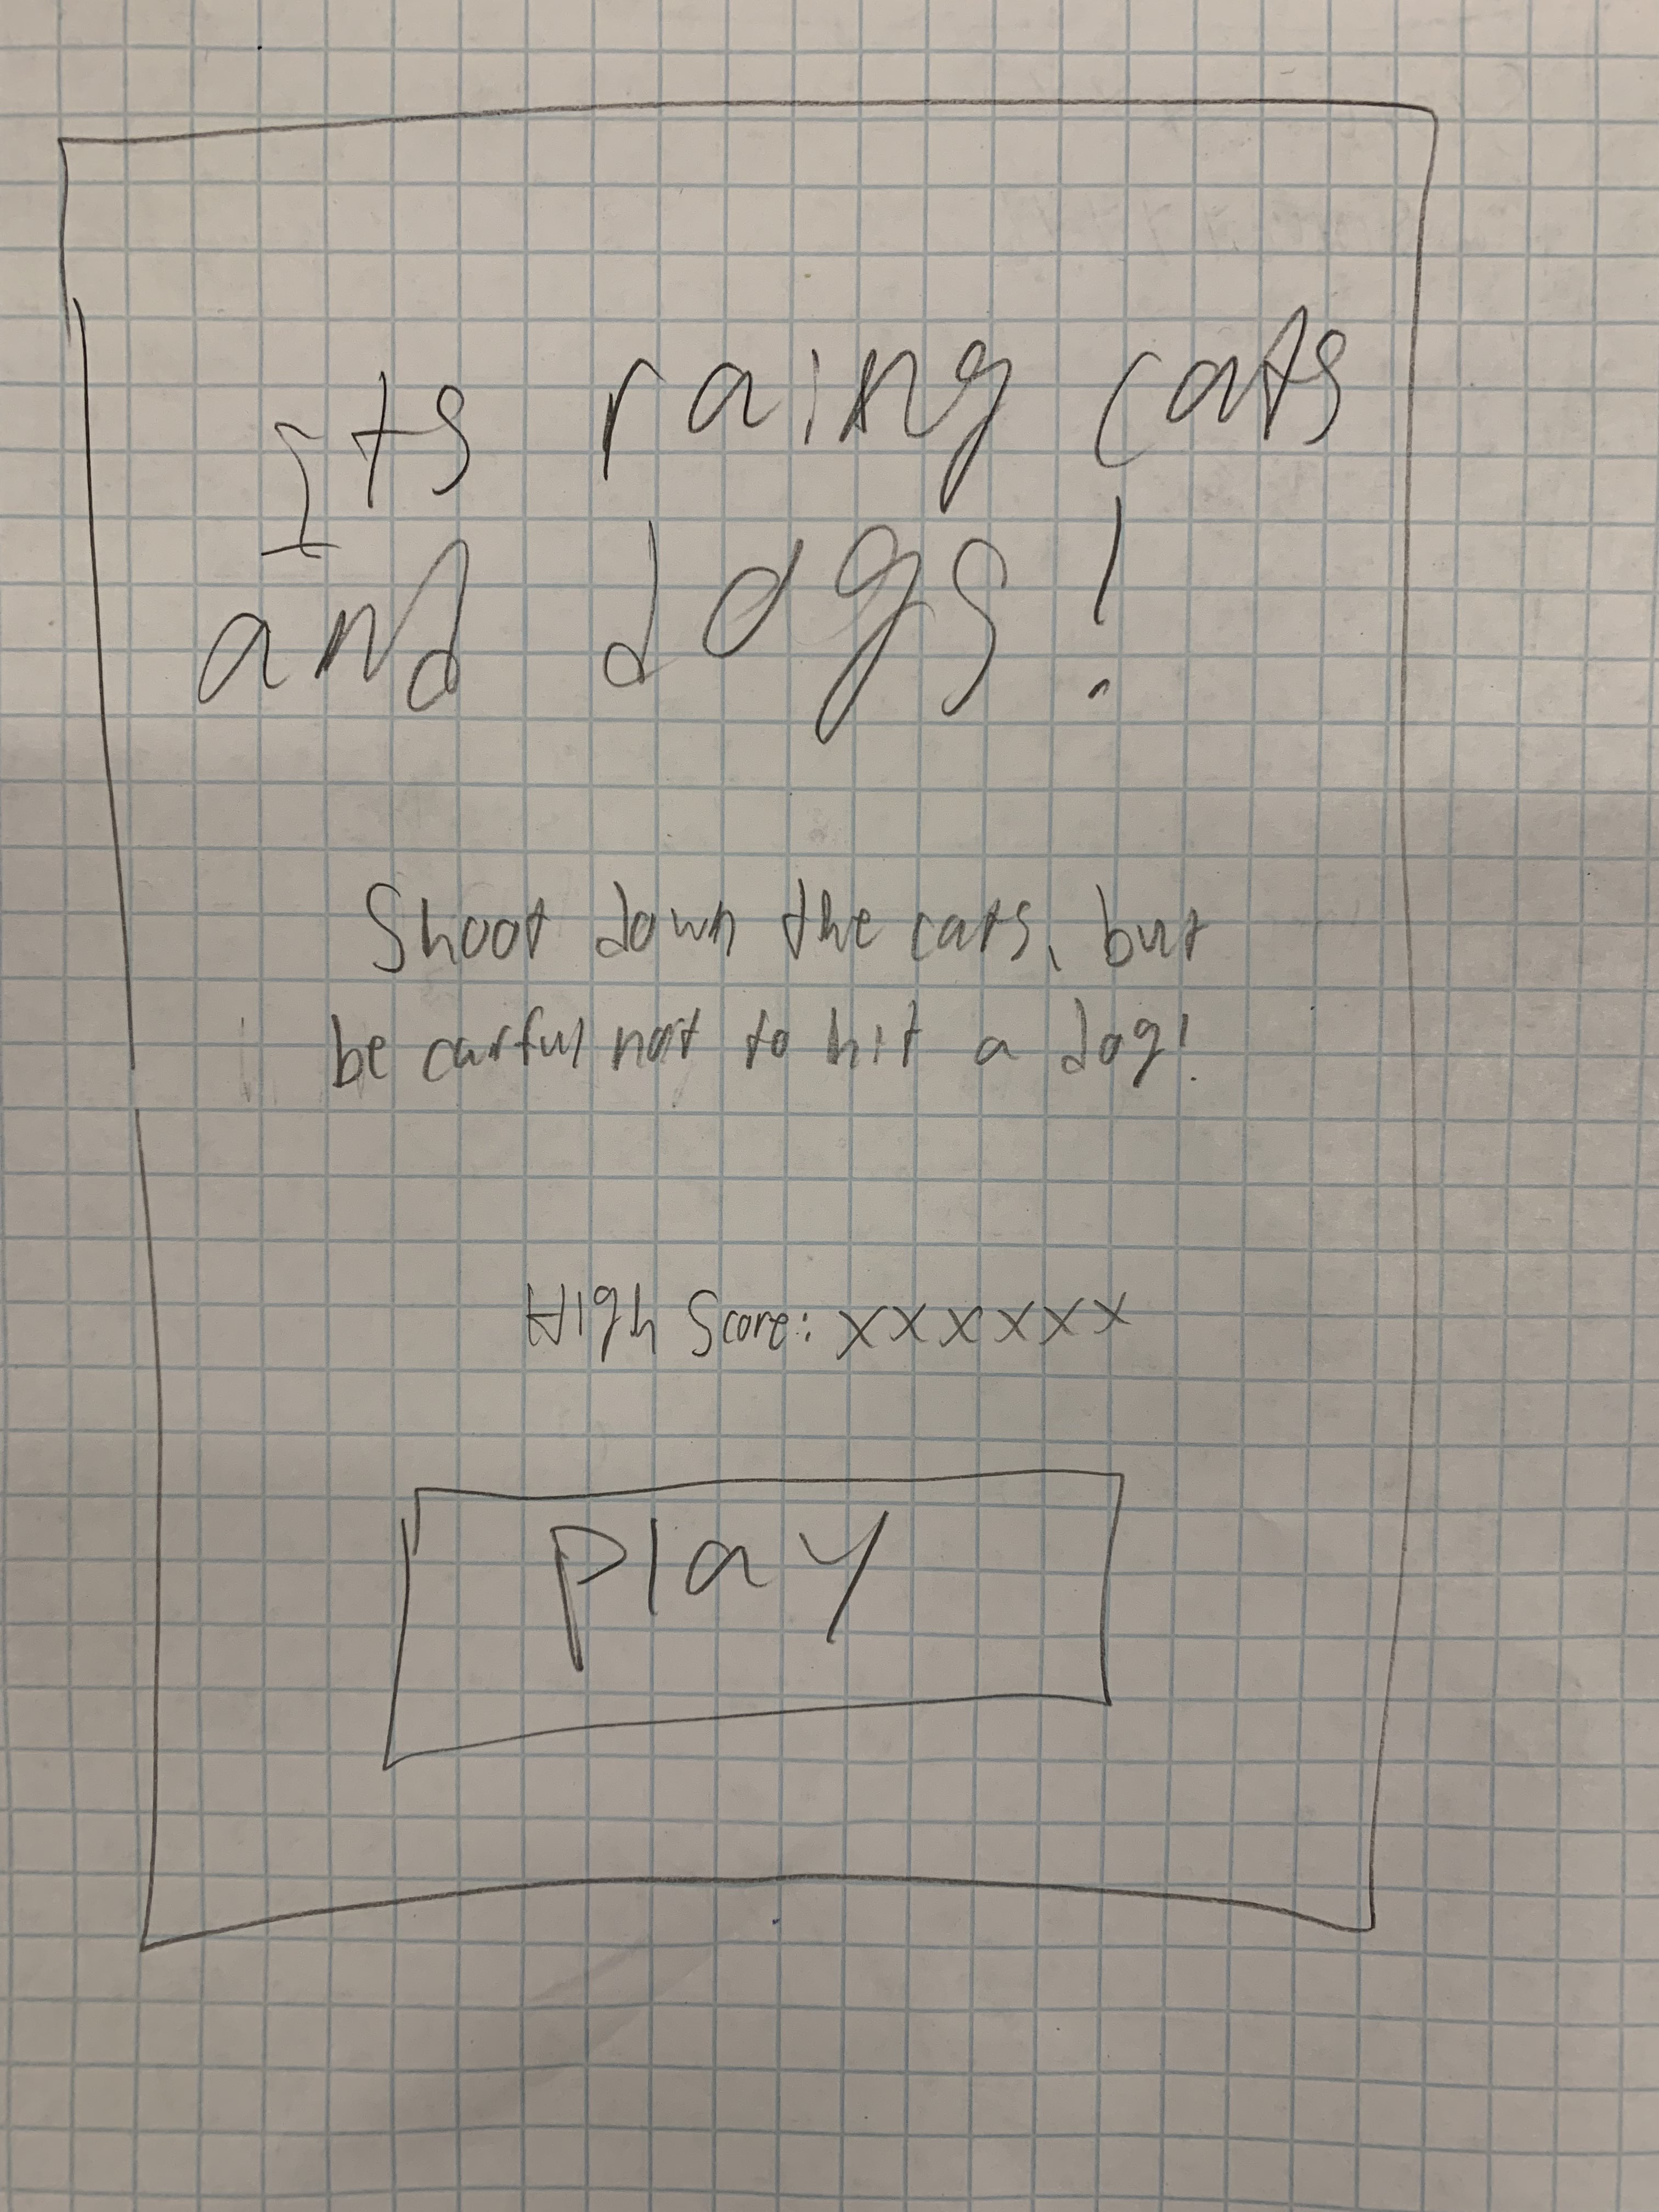 Its raing cats
and dogs!
Shoot down the cats, but
be carful not to hit a dog!
High Score: xxxxxx
Play